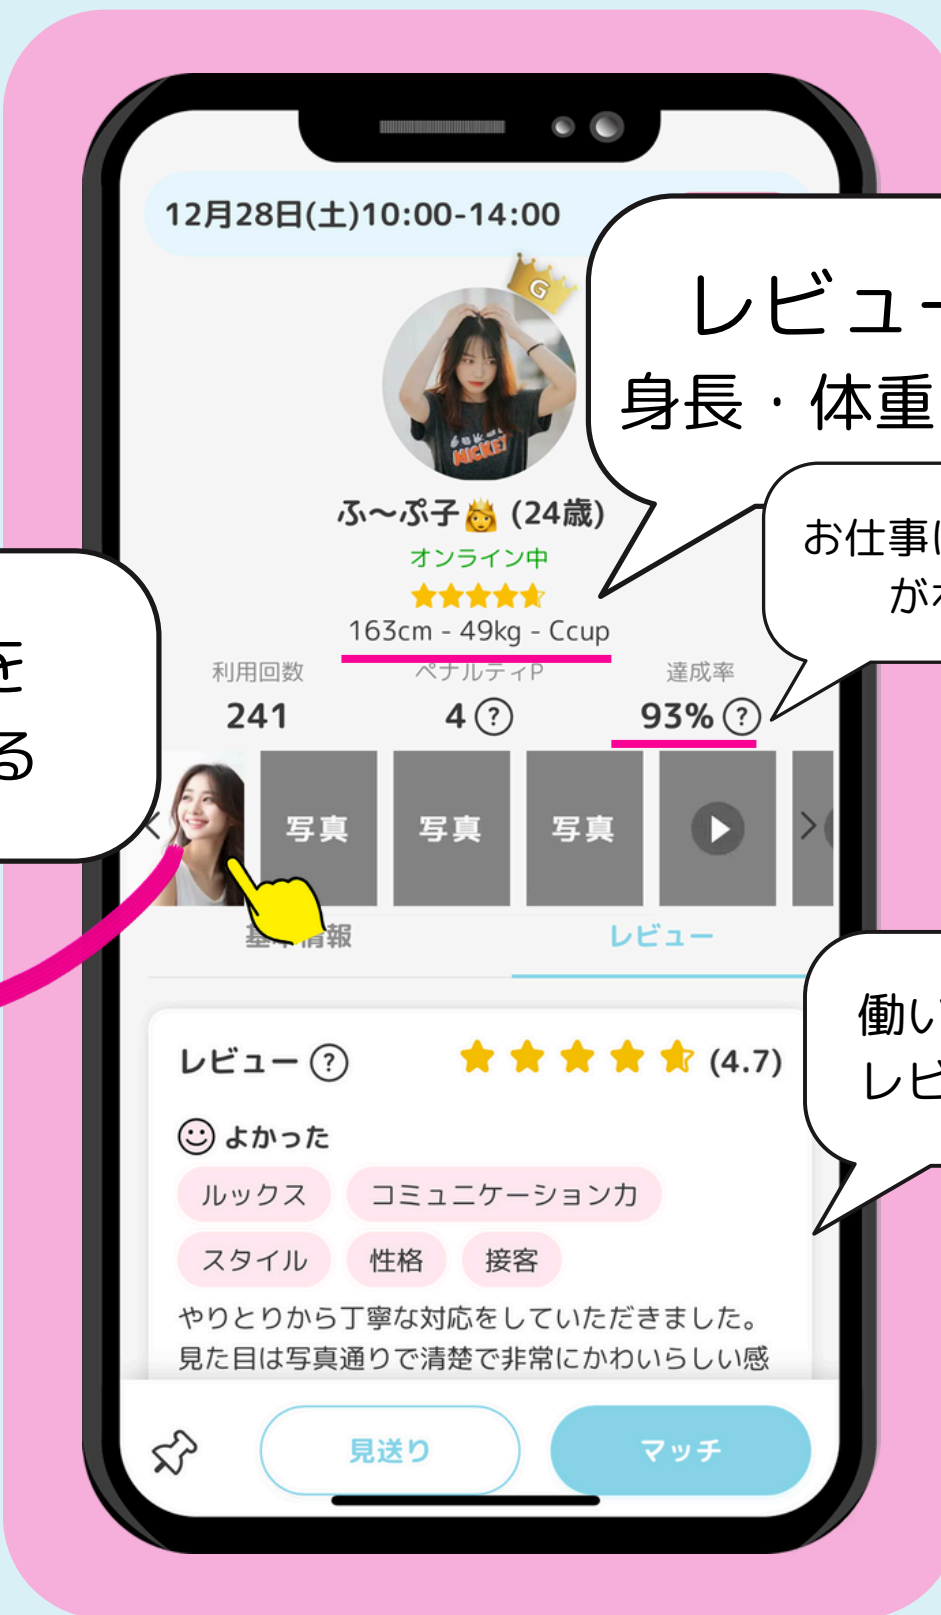 12月28日(土)10:00-14:00
G
レビュー
身長・体重
MICKEY
ふ〜ぷ子👸 (24歳)
オンライン中
お仕事に
がわ
163cm - 49kg - Ccup
利用回数 ペナルティP 達成率
241 4 ? 93% ?
を
る
写真 写真 写真
基本情報 レビュー
働い
レビ
レビュー ? (4.7)
よかった
ルックス コミュニケーション力
スタイル 性格 接客
やりとりから丁寧な対応をしていただきました。
見た目は写真通りで清楚で非常にかわいらしい感
見送り マッチ